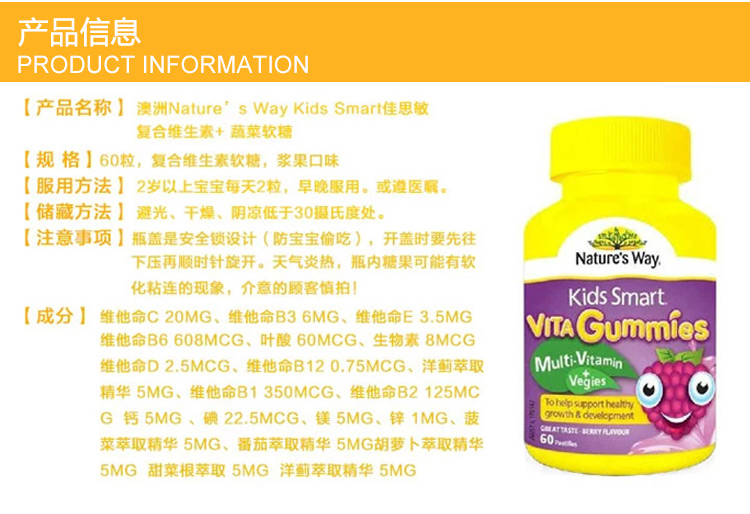 产品信息
PRODUCT INFORMATION
【产品名称】 澳洲Nature's Way Kids Smart佳思敏
复合维生素+ 蔬菜软糖
【规 格】60粒，复合维生素软糖，浆果口味
【服用方法】 2岁以上宝宝每天2粒，早晚服用。或遵医嘱。
【储藏方法】 避光、干燥、阴凉低于30摄氏度处。
【注意事项】瓶盖是安全锁设计（防宝宝偷吃），开盖时要先往
下压再顺时针旋开。天气炎热，瓶内糖果可能有软
化粘连的现象，介意的顾客慎拍！
【成分】 维他命C 20MG、维他命B3 6MG、维他命E 3.5MG
维他命B6 608MCG、叶酸 60MCG、生物素 8MCG
维他命D 2.5MCG、维他命B12 0.75MCG、洋蓟萃取
精华 5MG、维他命B1 350MCG、维他命B2 125MC
G 钙 5MG 、碘 22.5MCG、镁 5MG、锌 1MG、菠
菜萃取精华 5MG、番茄萃取精华 5MG胡萝卜萃取精华
5MG 甜菜根萃取 5MG 洋蓟萃取精华 5MG
Nature's Way
Kids Smart
VITA Gummies
Multi-Vitamin
+
Vegies
To help support healthy
growth & development
GREAT TASTE - BERRY FLAVOUR
60 Pastilles